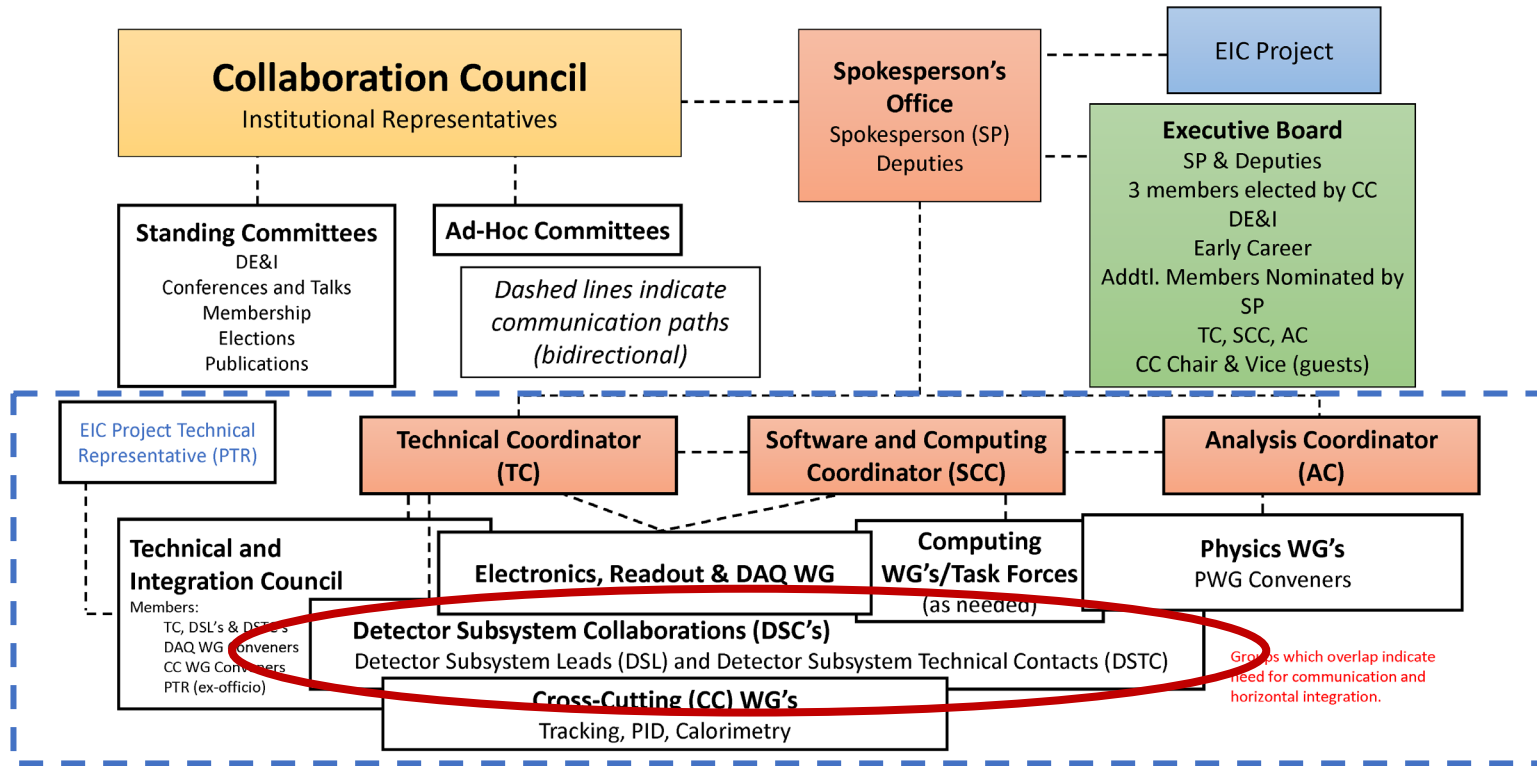 Collaboration Council
Institutional Representatives
Spokesperson's
Office
Spokesperson (SP)
Deputies
EIC Project
Executive Board
SP & Deputies
3 members elected by CC
DE&I
Early Career
Addtl. Members Nominated by
SP
TC, SCC, AC
CC Chair & Vice (guests)
Standing Committees
DE&I
Conferences and Talks
Membership
Elections
Publications
Ad-Hoc Committees
Dashed lines indicate
communication paths
(bidirectional)
EIC Project Technical
Representative (PTR)
Technical Coordinator
(TC)
Software and Computing
Coordinator (SCC)
Analysis Coordinator
(AC)
Technical and
Integration Council
Members:
TC, DSL's & DSTC's
DAQ WG Conveners
CC WG Conveners
PTR (ex-officio)
Electronics, Readout & DAQ WG
Computing
WG's/Task Forces
(as needed)
Physics WG's
PWG Conveners
Detector Subsystem Collaborations (DSC's)
Detector Subsystem Leads (DSL) and Detector Subsystem Technical Contacts (DSTC)
Cross-Cutting (CC) WG's
Tracking, PID, Calorimetry
Groups which overlap indicate
need for communication and
horizontal integration.